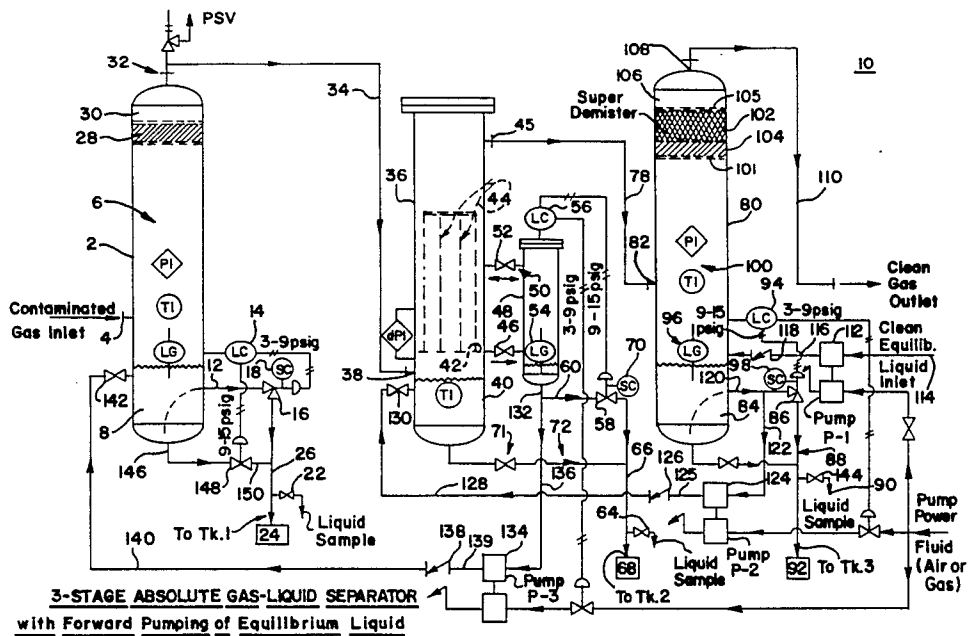 PSV
32
34
30
28
6
2
PI
TI
Contaminated
Gas Inlet
4
LG
LC
14
3-9psig
18
SC
12
16
142
8
9-15psig
146
148
150
26
22
To Tk.1
24
Liquid
Sample
45
36
44
56
LC
52
50
48
54
46
LG
dPI
42
38
130
TI
40
132
60
3-9psig
9-15psig
70
SC
58
71
72
136
66
128
64
68
To Tk.2
Liquid
Sample
140
138
139
134
Pump
P-3
108
106
Super
Demister
105
102
104
101
10
78
110
80
82
PI
TI
100
Clean
Gas
Outlet
94
9-15
psig
LC
3-9psig
96
LG
118
116
112
Clean
Equilib.
Liquid
Inlet
114
98
SC
120
84
86
Pump
P-1
122
88
144
90
126
125
124
Liquid
Sample
Pump
P-2
92
To Tk.3
Pump
Power
Fluid
(Air or
Gas)
3-STAGE ABSOLUTE GAS-LIQUID SEPARATOR
with Forward Pumping of Equilibrium Liquid